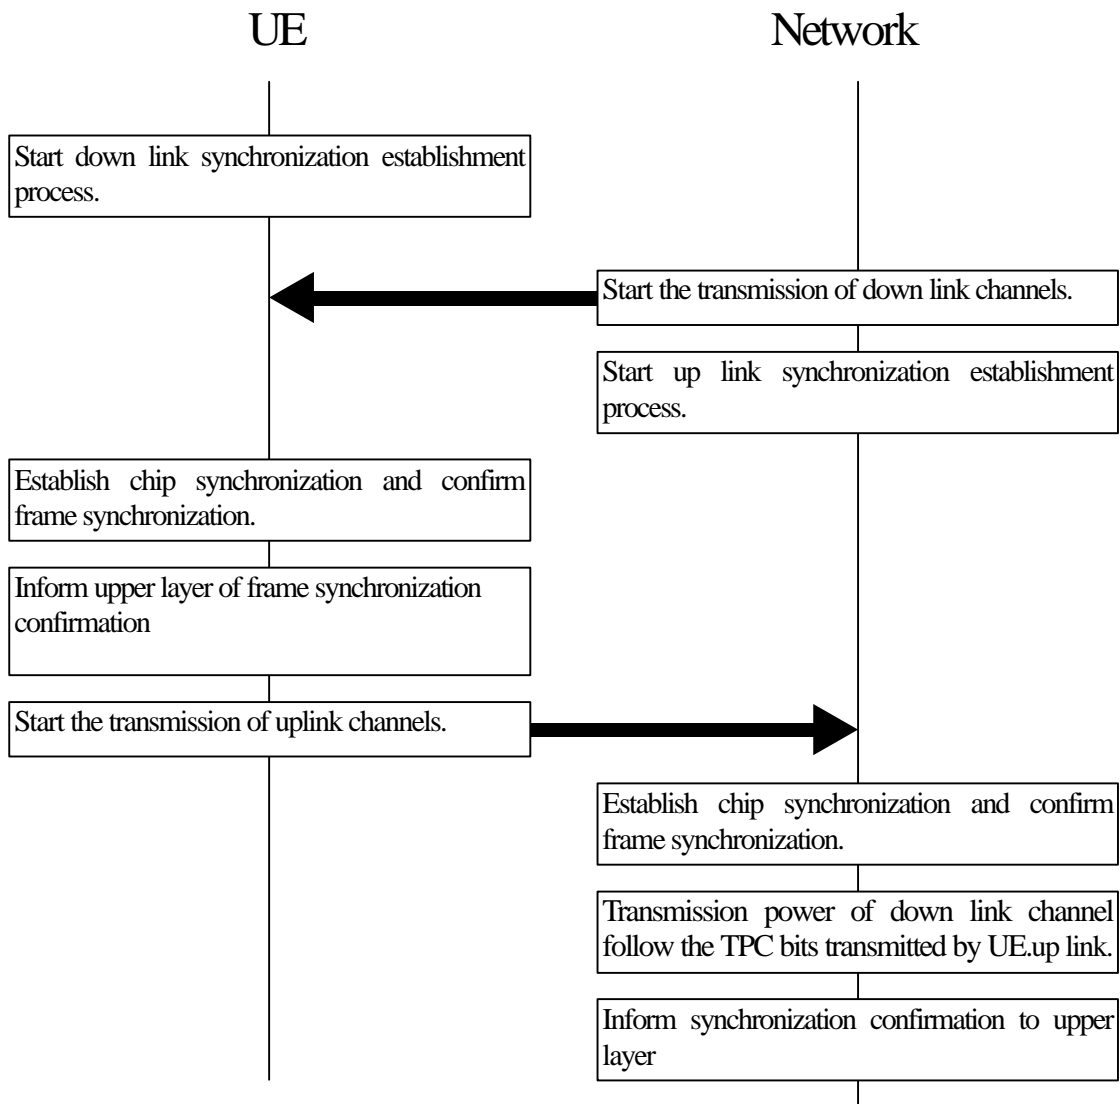 UE
Network
Start down link synchronization establishment
process.
Start the transmission of down link channels.
Start up link synchronization establishment
process.
Establish chip synchronization and confirm
frame synchronization.
Inform upper layer of frame synchronization
confirmation
Start the transmission of uplink channels.
Establish chip synchronization and confirm
frame synchronization.
Transmission power of down link channel
follow the TPC bits transmitted by UE.up link.
Inform synchronization confirmation to upper
layer